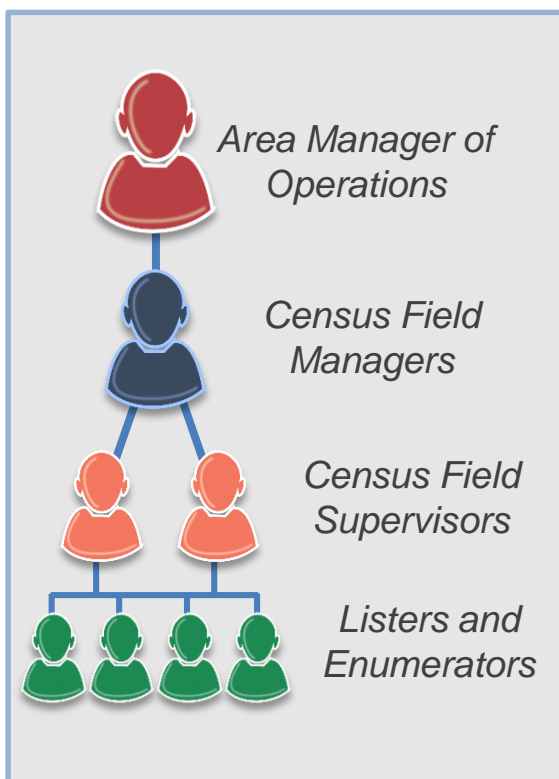 Area Manager of
Operations
Census Field
Managers
Census Field
Supervisors
Listers and
Enumerators